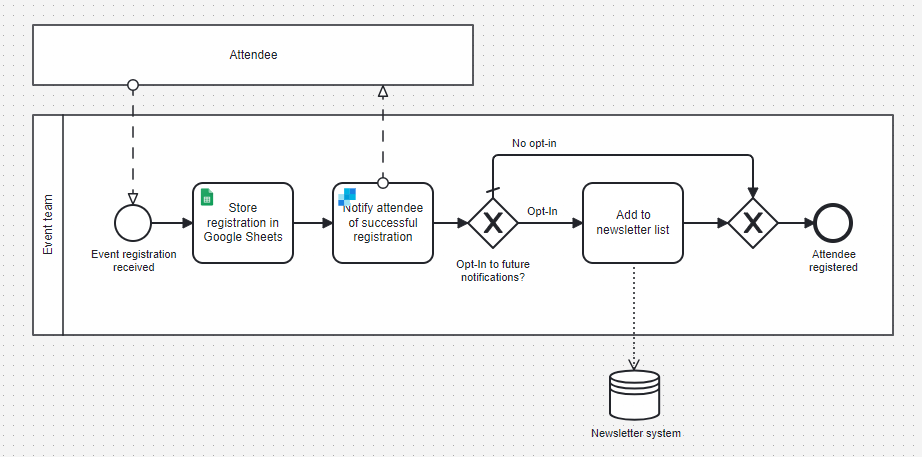 Attendee
Event team
No opt-in
Store
registration in
Google Sheets
Notify attendee
of successful
registration
Opt-In
Add to
newsletter list
Event registration
received
Opt-In to future
notifications?
Attendee
registered
Newsletter system